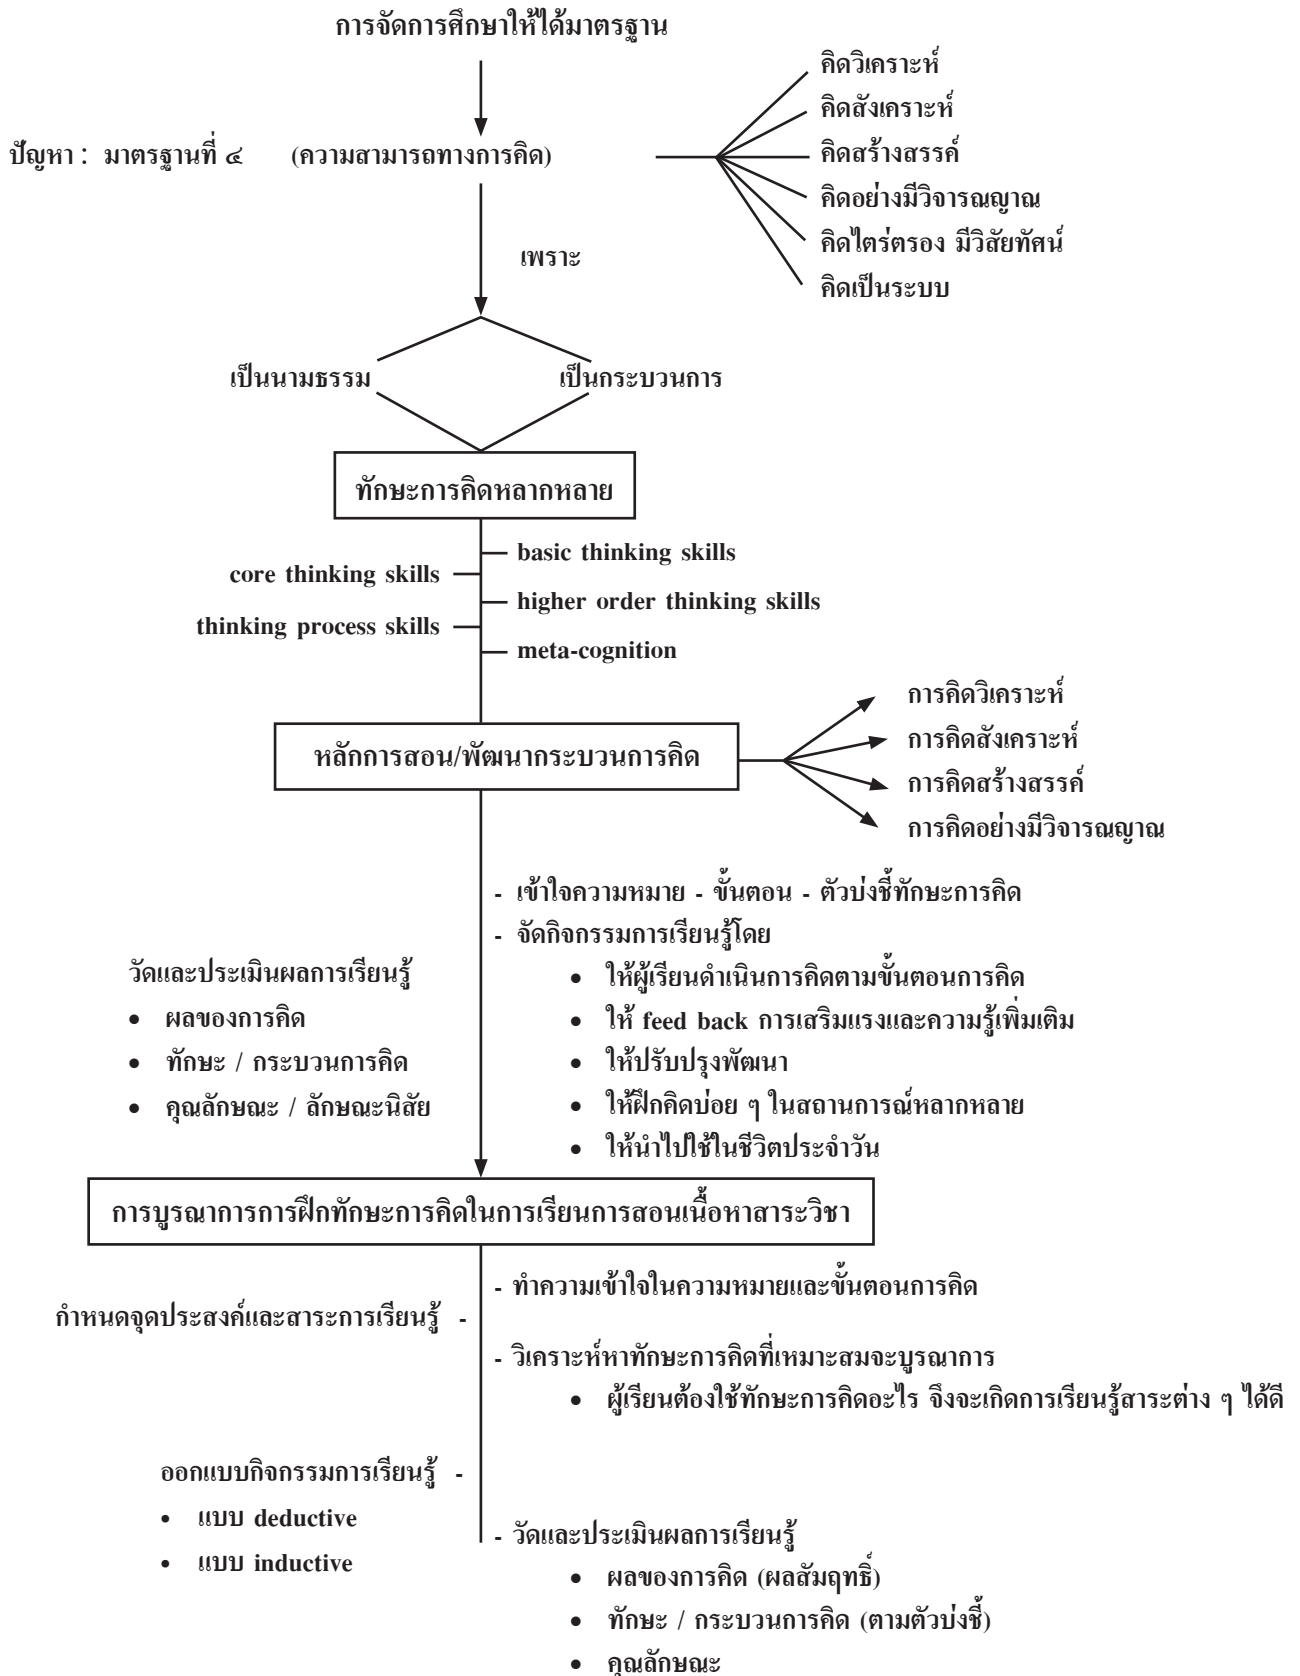 การจัดการศึกษาให้ได้มาตรฐาน
ปัญหา : มาตรฐานที่ ๔ (ความสามารถทางการคิด)
คิดวิเคราะห์
คิดสังเคราะห์
คิดสร้างสรรค์
คิดอย่างมีวิจารณญาณ
คิดไตร่ตรอง มีวิสัยทัศน์
คิดเป็นระบบ
เพราะ
เป็นนามธรรม
เป็นกระบวนการ
ทักษะการคิดหลากหลาย
basic thinking skills
core thinking skills
higher order thinking skills
thinking process skills
meta-cognition
หลักการสอน/พัฒนากระบวนการคิด
การคิดวิเคราะห์
การคิดสังเคราะห์
การคิดสร้างสรรค์
การคิดอย่างมีวิจารณญาณ
- เข้าใจความหมาย - ขั้นตอน - ตัวบ่งชี้ทักษะการคิด
- จัดกิจกรรมการเรียนรู้โดย
• ให้ผู้เรียนดำเนินการคิดตามขั้นตอนการคิด
• ให้ feed back การเสริมแรงและความรู้เพิ่มเติม
• ให้ปรับปรุงพัฒนา
• ให้ฝึกคิดบ่อย ๆ ในสถานการณ์หลากหลาย
• ให้นำไปใช้ในชีวิตประจำวัน
วัดและประเมินผลการเรียนรู้
• ผลของการคิด
• ทักษะ / กระบวนการคิด
• คุณลักษณะ / ลักษณะนิสัย
การบูรณาการการฝึกทักษะการคิดในการเรียนการสอนเนื้อหาสาระวิชา
- ทำความเข้าใจในความหมายและขั้นตอนการคิด
กำหนดจุดประสงค์และสาระการเรียนรู้ -
- วิเคราะห์หาทักษะการคิดที่เหมาะสมจะบูรณาการ
• ผู้เรียนต้องใช้ทักษะการคิดอะไร จึงจะเกิดการเรียนรู้สาระต่าง ๆ ได้ดี
ออกแบบกิจกรรมการเรียนรู้ -
• แบบ deductive
• แบบ inductive
- วัดและประเมินผลการเรียนรู้
• ผลของการคิด (ผลสัมฤทธิ์)
• ทักษะ / กระบวนการคิด (ตามตัวบ่งชี้)
• คุณลักษณะ